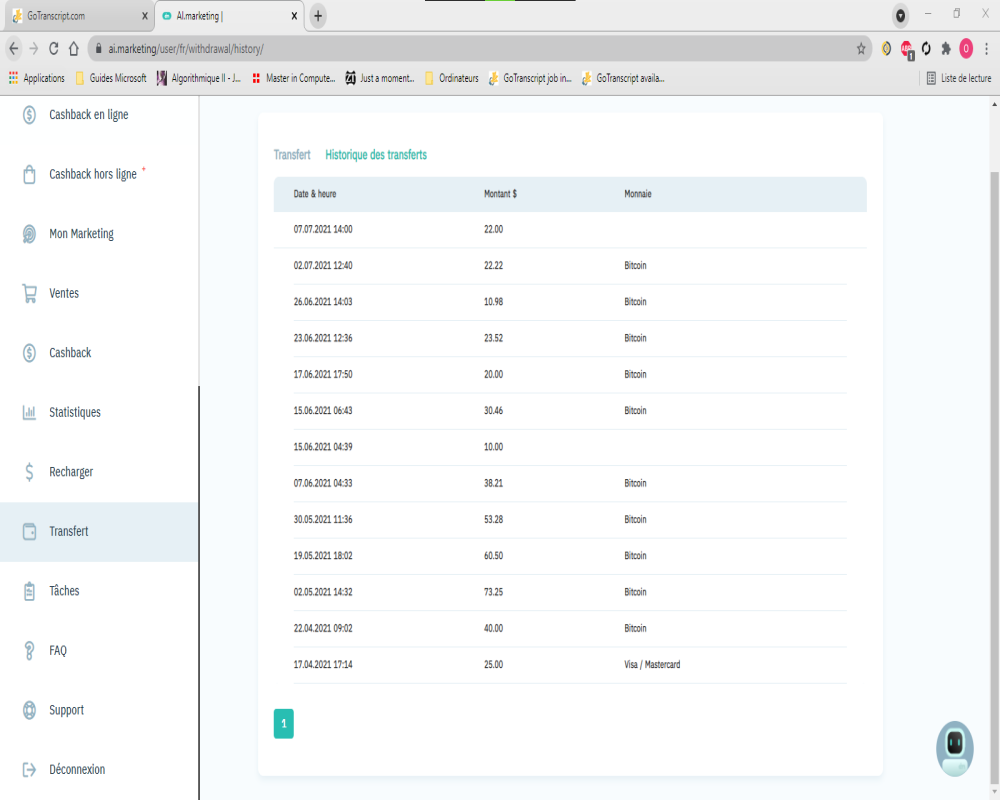 GoTranscript.com
AI.marketing |
ai.marketing/user/fr/withdrawal/history/
ABP
1
O
Applications
Guides Microsoft
Algorithmique II - J...
Master in Compute...
Just a moment...
Ordinateurs
GoTranscript job in...
GoTranscript availa...
Liste de lecture
Cashback en ligne
Cashback hors ligne *
Mon Marketing
Ventes
Cashback
Statistiques
Recharger
Transfert
Tâches
FAQ
Support
Déconnexion
Transfert Historique des transferts
Date & heure Montant $ Monnaie
07.07.2021 14:00 22.00
02.07.2021 12:40 22.22 Bitcoin
26.06.2021 14:03 10.98 Bitcoin
23.06.2021 12:36 23.52 Bitcoin
17.06.2021 17:50 20.00 Bitcoin
15.06.2021 06:43 30.46 Bitcoin
15.06.2021 04:39 10.00
07.06.2021 04:33 38.21 Bitcoin
30.05.2021 11:36 53.28 Bitcoin
19.05.2021 18:02 60.50 Bitcoin
02.05.2021 14:32 73.25 Bitcoin
22.04.2021 09:02 40.00 Bitcoin
17.04.2021 17:14 25.00 Visa / Mastercard
1